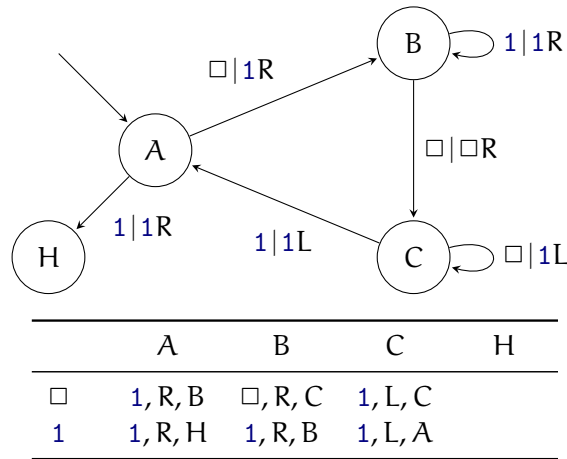 B
1|1R
□|1R
A
□|□R
1|1R
1|1L
H
C
□|1L
A B C H
□ 1, R, B □, R, C 1, L, C
1 1, R, H 1, R, B 1, L, A